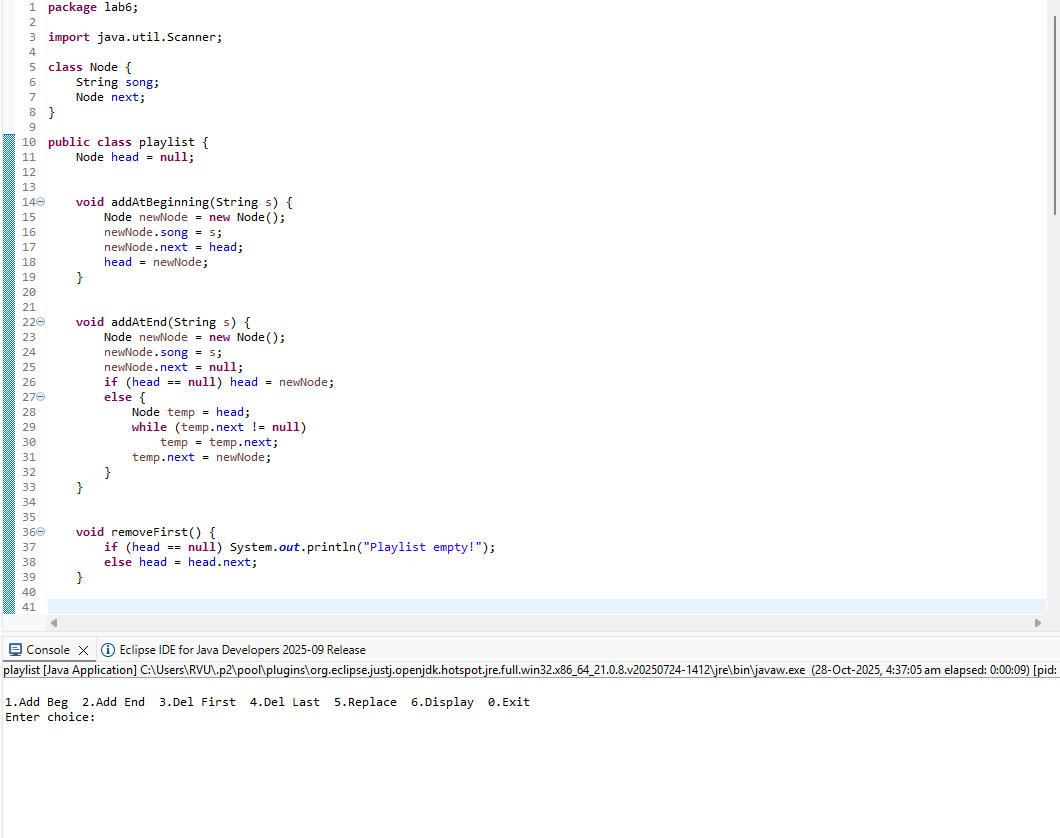 1 package lab6;
2
3 import java.util.Scanner;
4
5 class Node {
6     String song;
7     Node next;
8 }
9
10 public class playlist {
11     Node head = null;
12
13
14     void addAtBeginning(String s) {
15         Node newNode = new Node();
16         newNode.song = s;
17         newNode.next = head;
18         head = newNode;
19     }
20
21
22     void addAtEnd(String s) {
23         Node newNode = new Node();
24         newNode.song = s;
25         newNode.next = null;
26         if (head == null) head = newNode;
27         else {
28             Node temp = head;
29             while (temp.next != null)
30                 temp = temp.next;
31             temp.next = newNode;
32         }
33     }
34
35
36     void removeFirst() {
37         if (head == null) System.out.println("Playlist empty!");
38         else head = head.next;
39     }
40
41
Console Eclipse IDE for Java Developers 2025-09 Release
playlist [Java Application] C:\Users\RVU\.p2\pool\plugins\org.eclipse.justj.openjdk.hotspot.jre.full.win32.x86_64_21.0.8.v20250724-1412\jre\bin\javaw.exe (28-Oct-2025, 4:37:05 am elapsed: 0:00:09) [pid:
1.Add Beg  2.Add End  3.Del First  4.Del Last  5.Replace  6.Display  0.Exit
Enter choice: